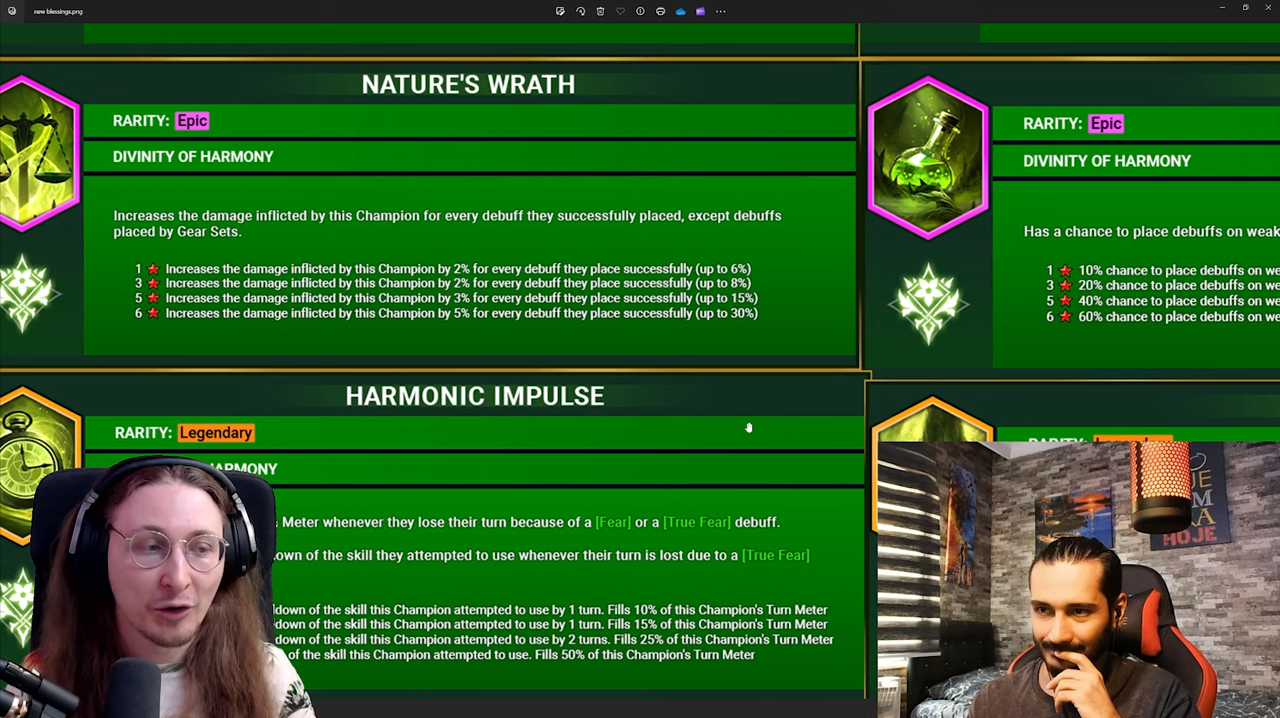 new blessings.png
NATURE'S WRATH
RARITY: Epic
DIVINITY OF HARMONY
Increases the damage inflicted by this Champion for every debuff they successfully placed, except debuffs
placed by Gear Sets.
1 ★ Increases the damage inflicted by this Champion by 2% for every debuff they place successfully (up to 6%)
3 ★ Increases the damage inflicted by this Champion by 2% for every debuff they place successfully (up to 8%)
5 ★ Increases the damage inflicted by this Champion by 3% for every debuff they place successfully (up to 15%)
6 ★ Increases the damage inflicted by this Champion by 5% for every debuff they place successfully (up to 30%)
RARITY: Epic
DIVINITY OF HARMONY
Has a chance to place debuffs on weak
1 ★ 10% chance to place debuffs on we
3 ★ 20% chance to place debuffs on we
5 ★ 40% chance to place debuffs on we
6 ★ 60% chance to place debuffs on we
HARMONIC IMPULSE
RARITY: Legendary
HARMONY
Meter whenever they lose their turn because of a [Fear] or a [True Fear] debuff.
down of the skill they attempted to use whenever their turn is lost due to a [True Fear]
down of the skill this Champion attempted to use by 1 turn. Fills 10% of this Champion's Turn Meter
down of the skill this Champion attempted to use by 1 turn. Fills 15% of this Champion's Turn Meter
down of the skill this Champion attempted to use by 2 turns. Fills 25% of this Champion's Turn Meter
of the skill this Champion attempted to use. Fills 50% of this Champion's Turn Meter
HOJE